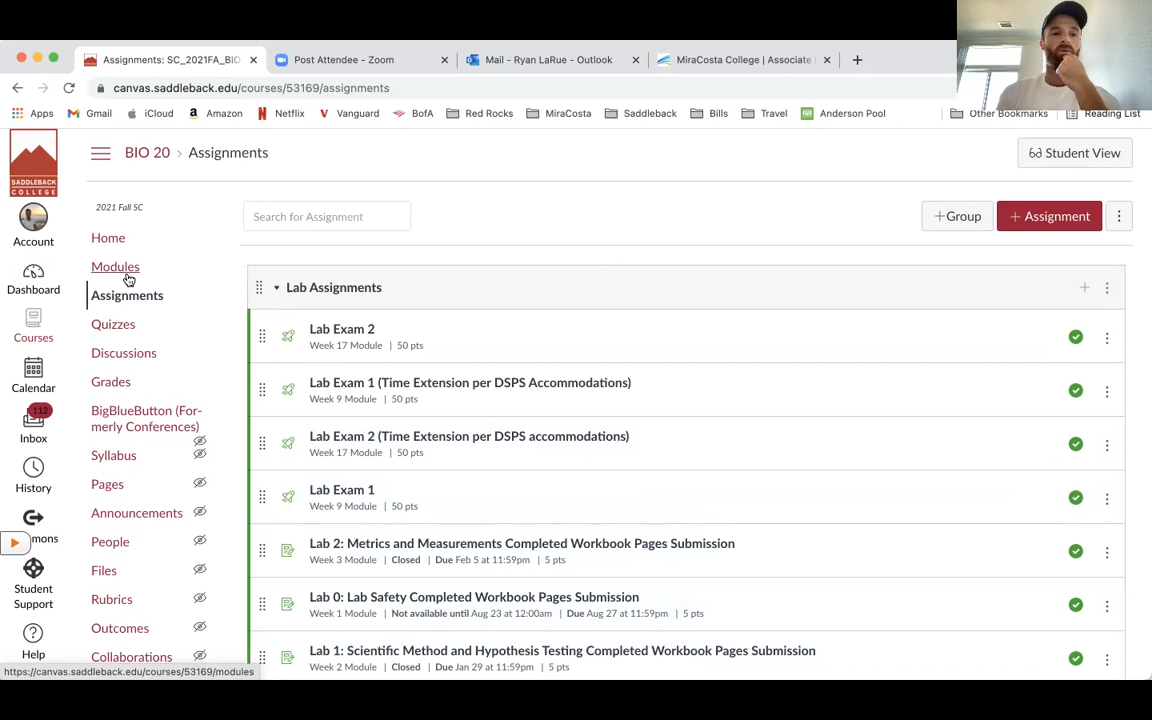 Assignments: SC_2021FA_BIO
Post Attendee - Zoom
Mail - Ryan LaRue - Outlook
MiraCosta College | Associate
canvas.saddleback.edu/courses/53169/assignments
Apps
Gmail
iCloud
Amazon
Netflix
Vanguard
BofA
Red Rocks
MiraCosta
Saddleback
Bills
Travel
Anderson Pool
Other Bookmarks
Reading List
SADDLEBACK
COLLEGE
BIO 20 > Assignments
Student View
Account
Dashboard
Courses
Calendar
112
Inbox
History
mmons
Student
Support
Help
2021 Fall SC
Home
Modules
Assignments
Quizzes
Discussions
Grades
BigBlueButton (For-
merly Conferences)
Syllabus
Pages
Announcements
People
Files
Rubrics
Outcomes
Collaborations
Search for Assignment
+Group
+ Assignment
Lab Assignments
Lab Exam 2
Week 17 Module | 50 pts
Lab Exam 1 (Time Extension per DSPS Accommodations)
Week 9 Module | 50 pts
Lab Exam 2 (Time Extension per DSPS accommodations)
Week 17 Module | 50 pts
Lab Exam 1
Week 9 Module | 50 pts
Lab 2: Metrics and Measurements Completed Workbook Pages Submission
Week 3 Module | Closed | Due Feb 5 at 11:59pm | 5 pts
Lab 0: Lab Safety Completed Workbook Pages Submission
Week 1 Module | Not available until Aug 23 at 12:00am | Due Aug 27 at 11:59pm | 5 pts
Lab 1: Scientific Method and Hypothesis Testing Completed Workbook Pages Submission
Week 2 Module | Closed | Due Jan 29 at 11:59pm | 5 pts
https://canvas.saddleback.edu/courses/53169/modules